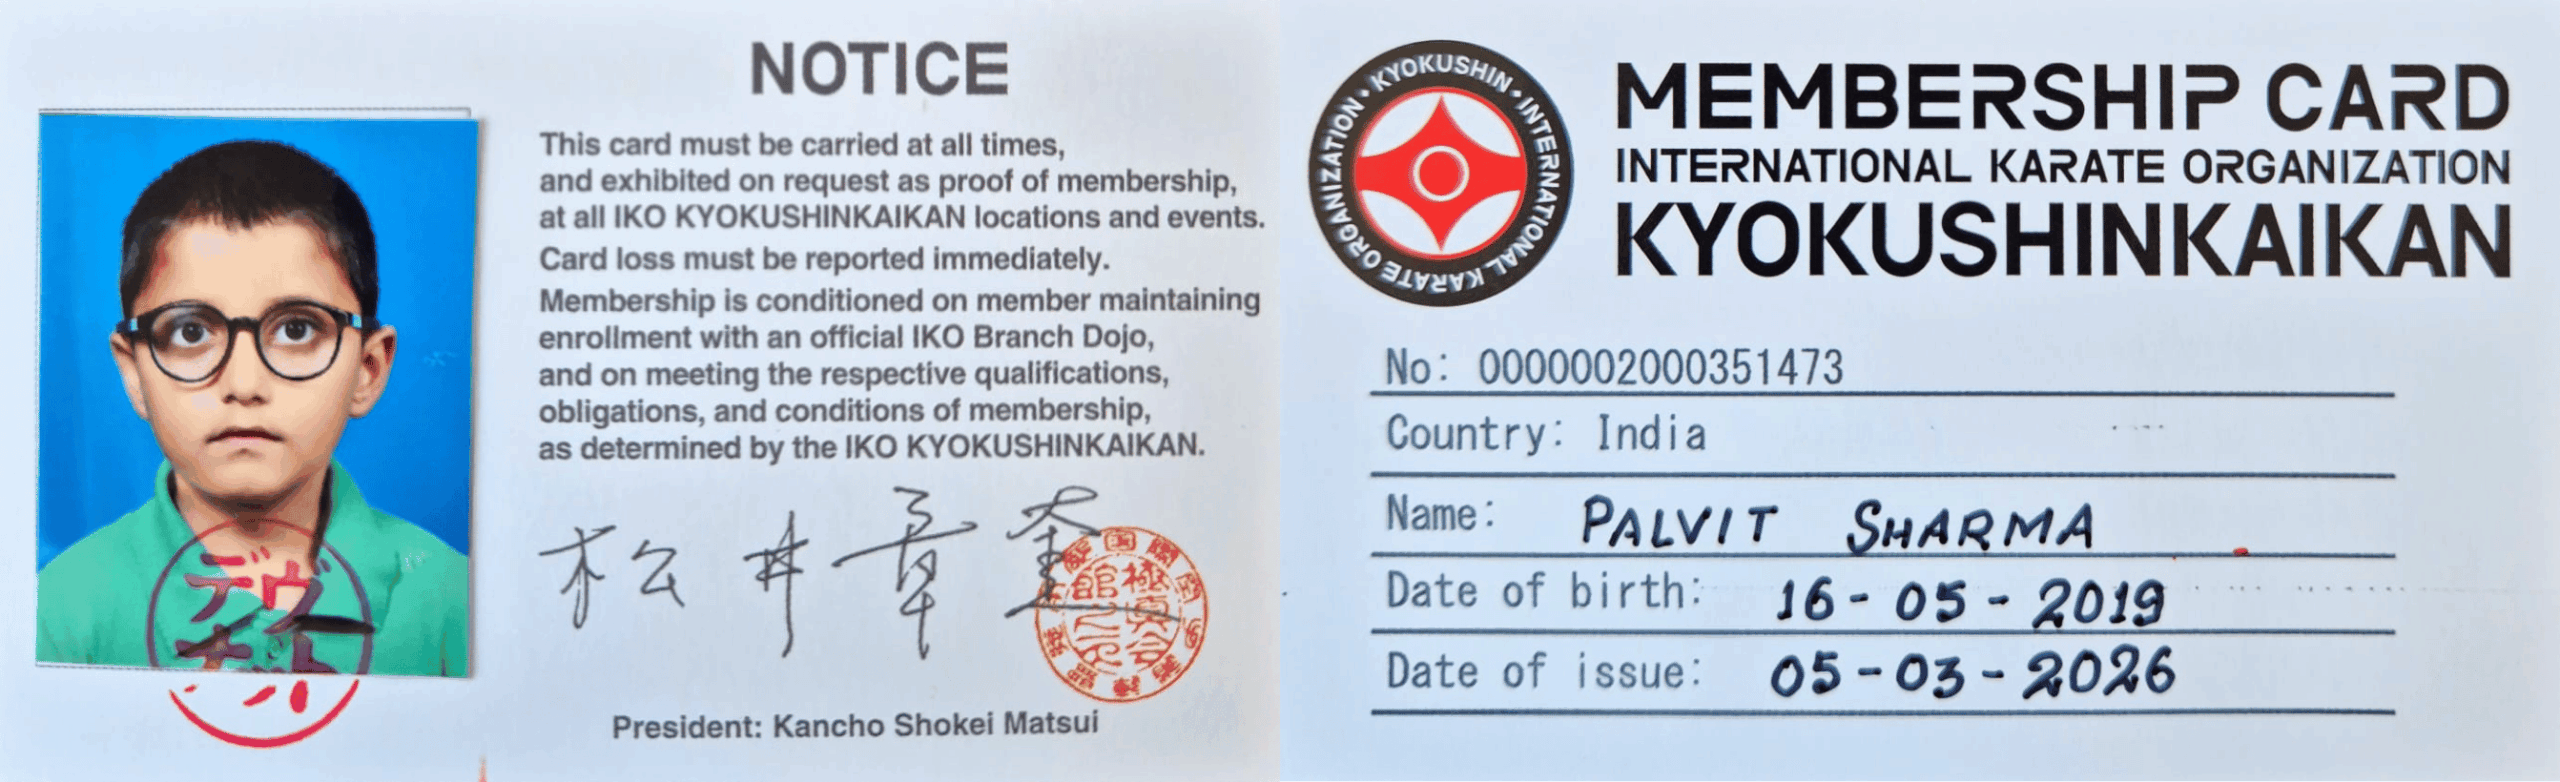 NOTICE
This card must be carried at all times,
and exhibited on request as proof of membership,
at all IKO KYOKUSHINKAIKAN locations and events.
Card loss must be reported immediately.
Membership is conditioned on member maintaining
enrollment with an official IKO Branch Dojo,
and on meeting the respective qualifications,
obligations, and conditions of membership,
as determined by the IKO KYOKUSHINKAIKAN.
松井章奎
President: Kancho Shokei Matsui
KYOKUSHIN • INTERNATIONAL KARATE ORGANIZATION •
MEMBERSHIP CARD
INTERNATIONAL KARATE ORGANIZATION
KYOKUSHINKAIKAN
No: 0000002000351473
Country: India
Name: PALVIT SHARMA
Date of birth: 16-05-2019
Date of issue: 05-03-2026